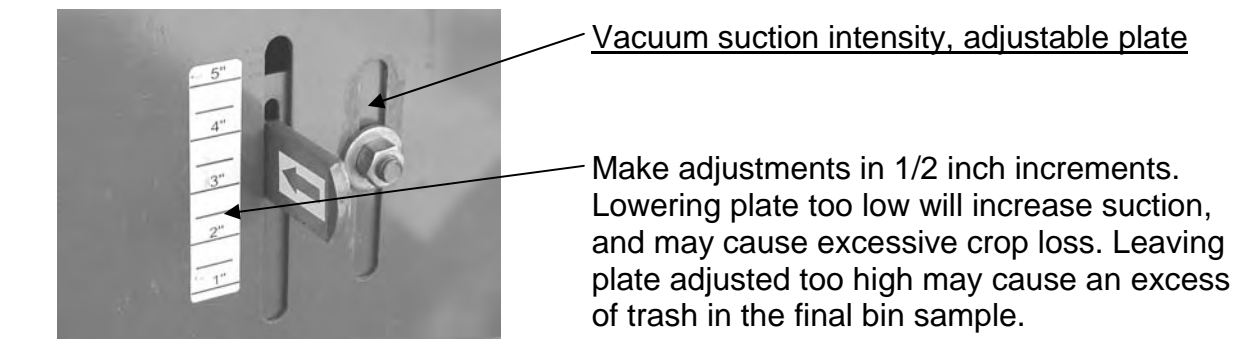 Vacuum suction intensity, adjustable plate
5"
4"
3"
2"
1"
Make adjustments in 1/2 inch increments.
Lowering plate too low will increase suction,
and may cause excessive crop loss. Leaving
plate adjusted too high may cause an excess
of trash in the final bin sample.